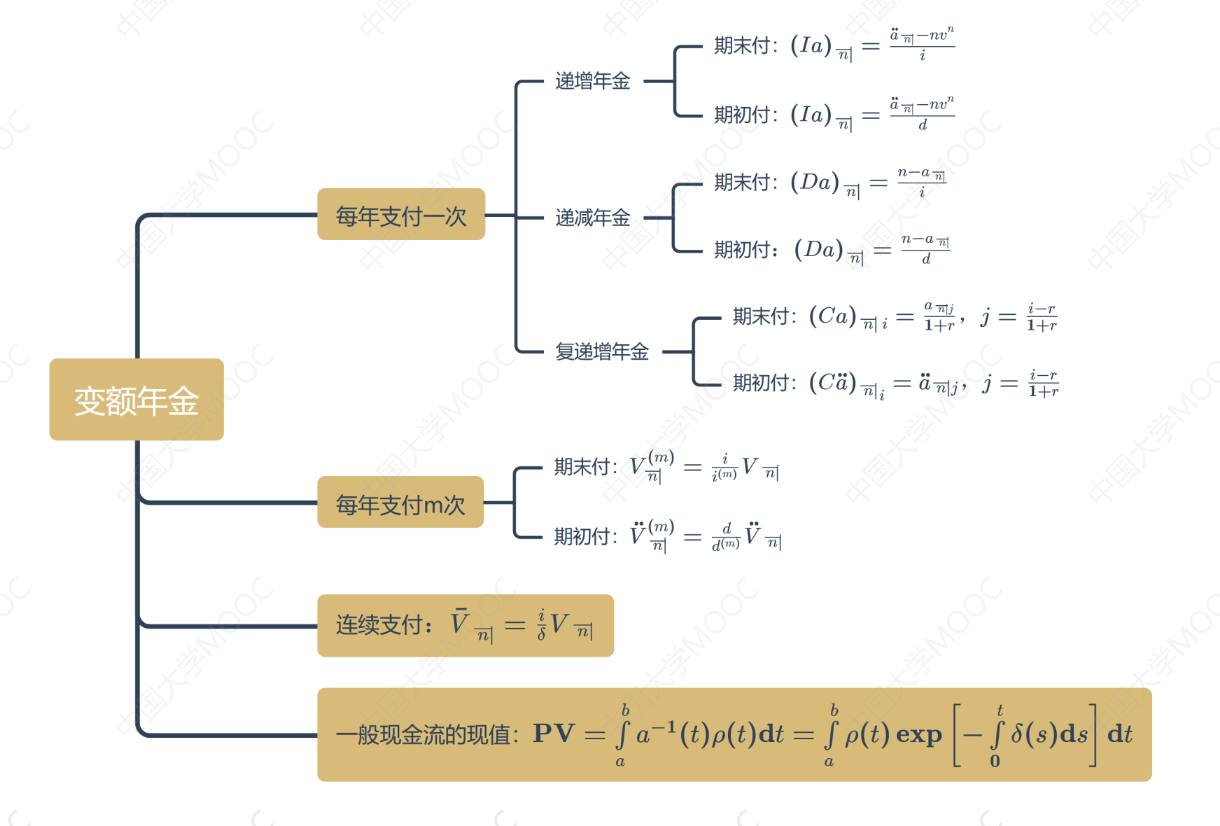 变额年金
每年支付一次
递增年金
期末付：$(Ia)_{\overline{n}|} = \frac{\ddot{a}_{\overline{n}|} - nv^n}{i}$
期初付：$(Ia)_{\overline{n}|} = \frac{\ddot{a}_{\overline{n}|} - nv^n}{d}$
递减年金
期末付：$(Da)_{\overline{n}|} = \frac{n - a_{\overline{n}|}}{i}$
期初付：$(Da)_{\overline{n}|} = \frac{n - a_{\overline{n}|}}{d}$
复递增年金
期末付：$(Ca)_{\overline{n}|i} = \frac{a_{\overline{n}|j}}{1+r}$，$j = \frac{i-r}{1+r}$
期初付：$(C\ddot{a})_{\overline{n}|i} = \ddot{a}_{\overline{n}|j}$，$j = \frac{i-r}{1+r}$
每年支付m次
期末付：$V^{(m)}_{\overline{n}|} = \frac{i}{i^{(m)}} V_{\overline{n}|}$
期初付：$\ddot{V}^{(m)}_{\overline{n}|} = \frac{d}{d^{(m)}} \ddot{V}_{\overline{n}|}$
连续支付：$\bar{V}_{\overline{n}|} = \frac{i}{\delta} V_{\overline{n}|}$
一般现金流的现值：$\mathbf{PV} = \int_a^b a^{-1}(t)\rho(t)\mathbf{d}t = \int_a^b \rho(t) \exp\left[-\int_0^t \delta(s)\mathbf{d}s\right] \mathbf{d}t$
中国大学MOOC